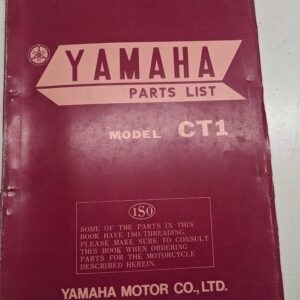 YAMAHA
PARTS LIST
MODEL CT1
ISO
SOME OF THE PARTS IN THIS
BOOK HAVE ISO THREADING,
PLEASE MAKE SURE TO CONSULT
THIS BOOK WHEN ORDERING
PARTS FOR THE MOTORCYCLE
DESCRIBED HEREIN.
YAMAHA MOTOR CO., LTD.